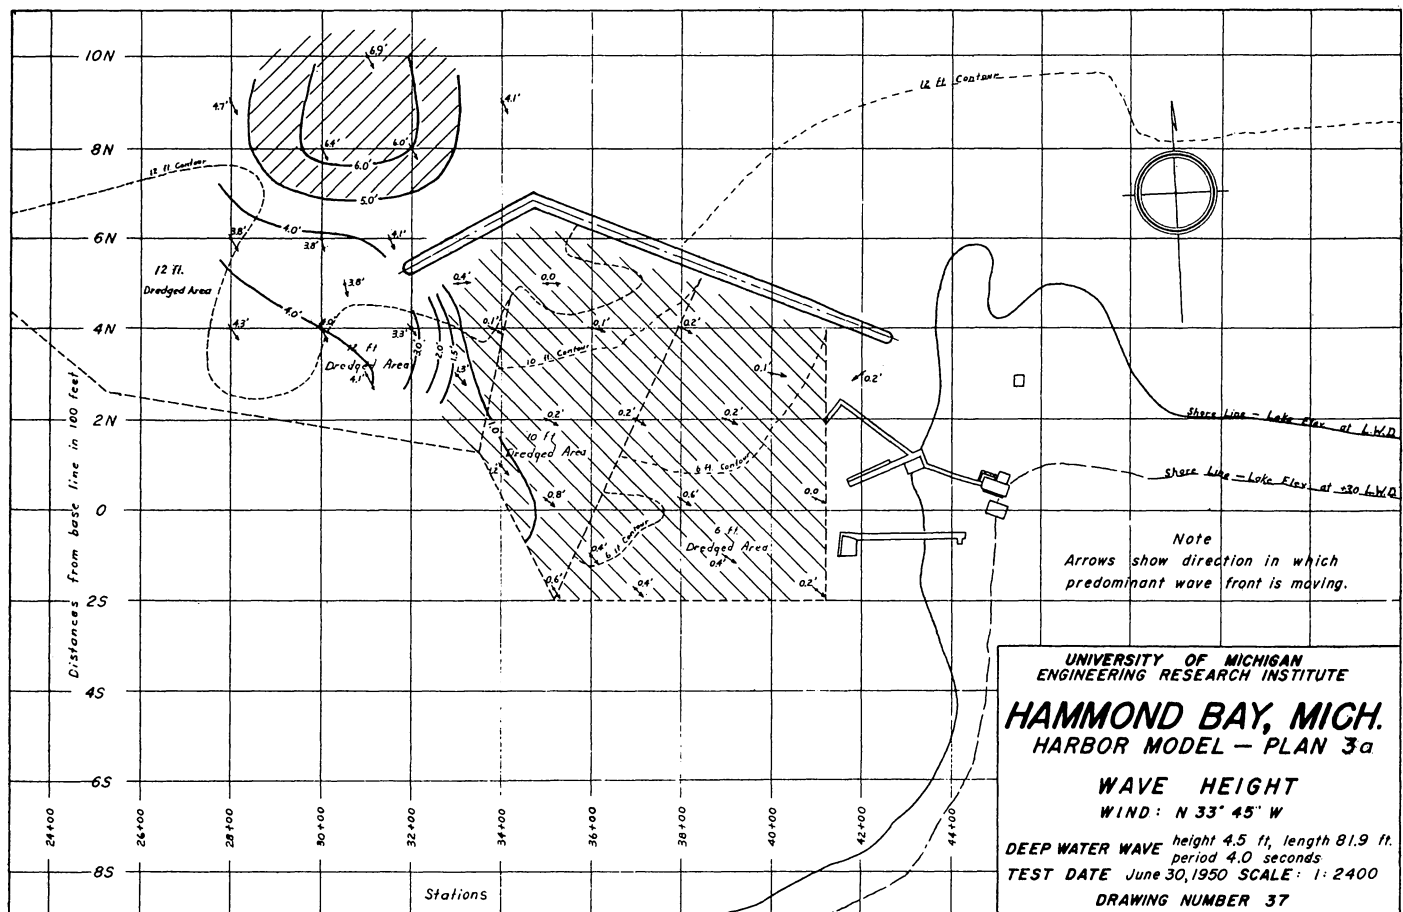 10N
6.9'
12 ft Contour
4.7'
4.1'
8N
6.4'
6.0'
6.0'
12 ft Contour
5.0'
6N
3.8'
4.0'
3.8'
4.1'
12 ft.
Dredged Area
3.8'
0.4'
0.0
4N
4.3'
4.0'
4.0'
3.3'
3.0'
2.0'
1.5'
0.1'
0.1'
0.2'
12 ft
Dredged Area
4.1'
1.3'
10 ft Contour
0.1'
0.2'
2N
1.0'
0.2'
0.2'
0.2'
Shore Line - Lake Elev at L.W.D.
10 ft
Dredged Area
6 ft Contour
Shore Line - Lake Elev. at +3.0 L.W.D.
0.8'
0.6'
0.0
0
6 ft Contour
6 ft.
Dredged Area
0.4'
0.4'
0.6'
0.4'
0.2'
2S
Note
Arrows show direction in which
predominant wave front is moving.
4S
6S
8S
Distances from base line in 100 feet
24+00
26+00
28+00
30+00
32+00
34+00
36+00
38+00
40+00
42+00
44+00
Stations
UNIVERSITY OF MICHIGAN
ENGINEERING RESEARCH INSTITUTE
HAMMOND BAY, MICH.
HARBOR MODEL — PLAN 3a
WAVE HEIGHT
WIND: N 33° 45" W
DEEP WATER WAVE height 4.5 ft, length 81.9 ft.
period 4.0 seconds
TEST DATE June 30, 1950 SCALE: 1:2400
DRAWING NUMBER 37